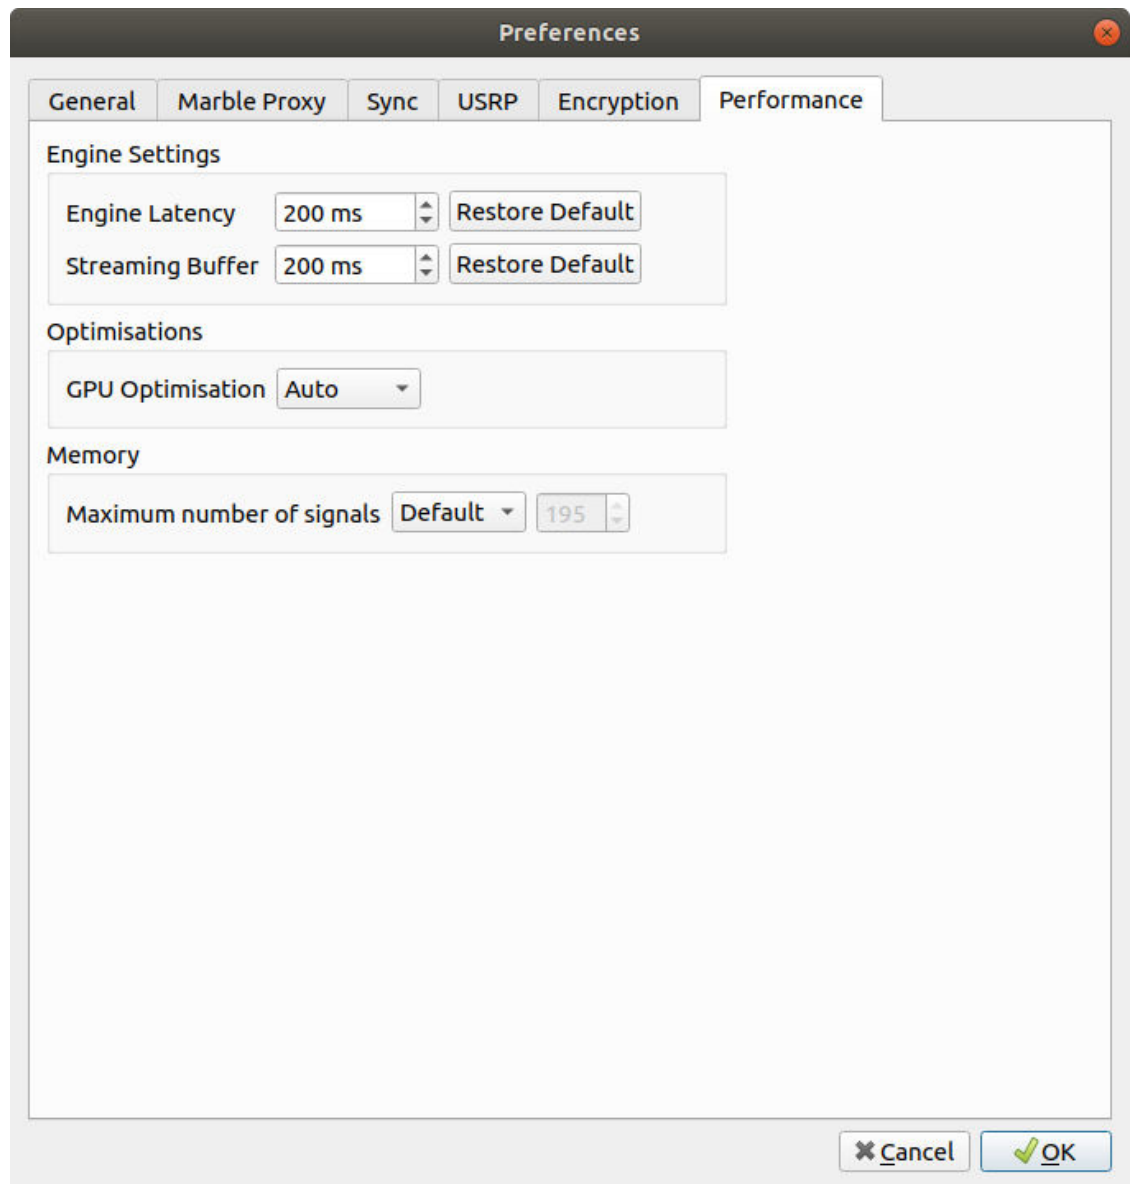 Preferences
General Marble Proxy Sync USRP Encryption Performance
Engine Settings
Engine Latency 200 ms Restore Default
Streaming Buffer 200 ms Restore Default
Optimisations
GPU Optimisation Auto
Memory
Maximum number of signals Default 195
Cancel OK